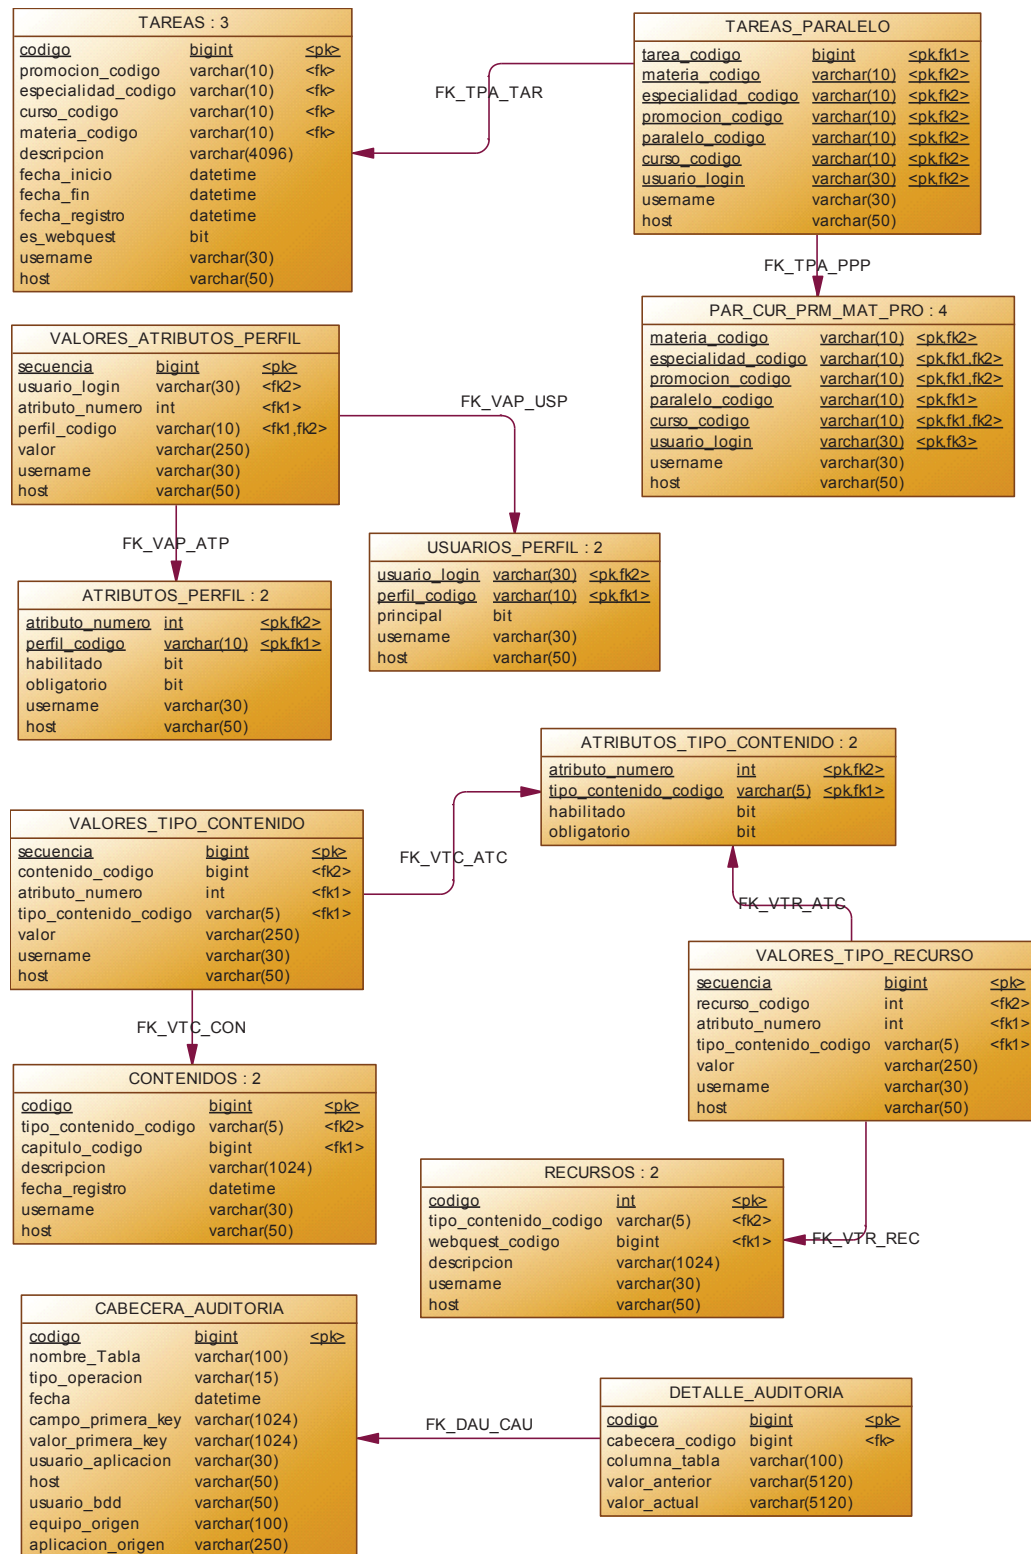 TAREAS : 3
codigo bigint <pk>
promocion_codigo varchar(10) <fk>
especialidad_codigo varchar(10) <fk>
curso_codigo varchar(10) <fk>
materia_codigo varchar(10) <fk>
descripcion varchar(4096)
fecha_inicio datetime
fecha_fin datetime
fecha_registro datetime
es_webquest bit
username varchar(30)
host varchar(50)
FK_TPA_TAR
TAREAS_PARALELO
tarea_codigo bigint <pk,fk1>
materia_codigo varchar(10) <pk,fk2>
especialidad_codigo varchar(10) <pk,fk2>
promocion_codigo varchar(10) <pk,fk2>
paralelo_codigo varchar(10) <pk,fk2>
curso_codigo varchar(10) <pk,fk2>
usuario_login varchar(30) <pk,fk2>
username varchar(30)
host varchar(50)
FK_TPA_PPP
PAR_CUR_PRM_MAT_PRO : 4
materia_codigo varchar(10) <pk,fk2>
especialidad_codigo varchar(10) <pk,fk1,fk2>
promocion_codigo varchar(10) <pk,fk1,fk2>
paralelo_codigo varchar(10) <pk,fk1>
curso_codigo varchar(10) <pk,fk1,fk2>
usuario_login varchar(30) <pk,fk3>
username varchar(30)
host varchar(50)
VALORES_ATRIBUTOS_PERFIL
secuencia bigint <pk>
usuario_login varchar(30) <fk2>
atributo_numero int <fk1>
perfil_codigo varchar(10) <fk1,fk2>
valor varchar(250)
username varchar(30)
host varchar(50)
FK_VAP_USP
FK_VAP_ATP
USUARIOS_PERFIL : 2
usuario_login varchar(30) <pk,fk2>
perfil_codigo varchar(10) <pk,fk1>
principal bit
username varchar(30)
host varchar(50)
ATRIBUTOS_PERFIL : 2
atributo_numero int <pk,fk2>
perfil_codigo varchar(10) <pk,fk1>
habilitado bit
obligatorio bit
username varchar(30)
host varchar(50)
ATRIBUTOS_TIPO_CONTENIDO : 2
atributo_numero int <pk,fk2>
tipo_contenido_codigo varchar(5) <pk,fk1>
habilitado bit
obligatorio bit
VALORES_TIPO_CONTENIDO
secuencia bigint <pk>
contenido_codigo bigint <fk2>
atributo_numero int <fk1>
tipo_contenido_codigo varchar(5) <fk1>
valor varchar(250)
username varchar(30)
host varchar(50)
FK_VTC_ATC
FK_VTR_ATC
VALORES_TIPO_RECURSO
secuencia bigint <pk>
recurso_codigo int <fk2>
atributo_numero int <fk1>
tipo_contenido_codigo varchar(5) <fk1>
valor varchar(250)
username varchar(30)
host varchar(50)
FK_VTC_CON
CONTENIDOS : 2
codigo bigint <pk>
tipo_contenido_codigo varchar(5) <fk2>
capitulo_codigo bigint <fk1>
descripcion varchar(1024)
fecha_registro datetime
username varchar(30)
host varchar(50)
RECURSOS : 2
codigo int <pk>
tipo_contenido_codigo varchar(5) <fk2>
webquest_codigo bigint <fk1>
descripcion varchar(1024)
username varchar(30)
host varchar(50)
FK_VTR_REC
CABECERA_AUDITORIA
codigo bigint <pk>
nombre_Tabla varchar(100)
tipo_operacion varchar(15)
fecha datetime
campo_primera_key varchar(1024)
valor_primera_key varchar(1024)
usuario_aplicacion varchar(30)
host varchar(50)
usuario_bdd varchar(50)
equipo_origen varchar(100)
aplicacion_origen varchar(250)
FK_DAU_CAU
DETALLE_AUDITORIA
codigo bigint <pk>
cabecera_codigo bigint <fk>
columna_tabla varchar(100)
valor_anterior varchar(5120)
valor_actual varchar(5120)